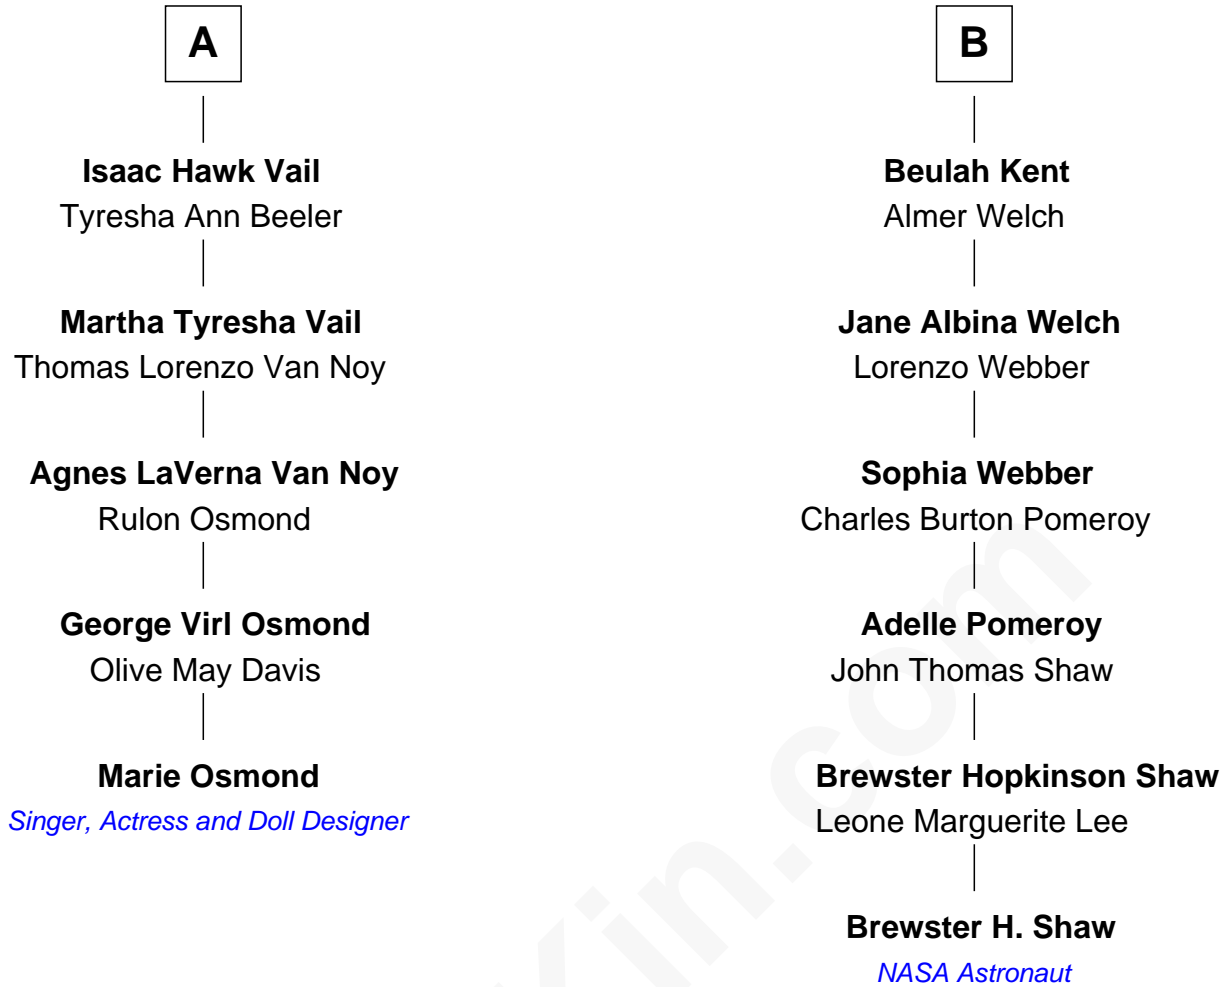 A
Isaac Hawk Vail
Tyresha Ann Beeler
Martha Tyresha Vail
Thomas Lorenzo Van Noy
Agnes LaVerna Van Noy
Rulon Osmond
George Virl Osmond
Olive May Davis
Marie Osmond
Singer, Actress and Doll Designer
B
Beulah Kent
Almer Welch
Jane Albina Welch
Lorenzo Webber
Sophia Webber
Charles Burton Pomeroy
Adelle Pomeroy
John Thomas Shaw
Brewster Hopkinson Shaw
Leone Marguerite Lee
Brewster H. Shaw
NASA Astronaut
Kin.com